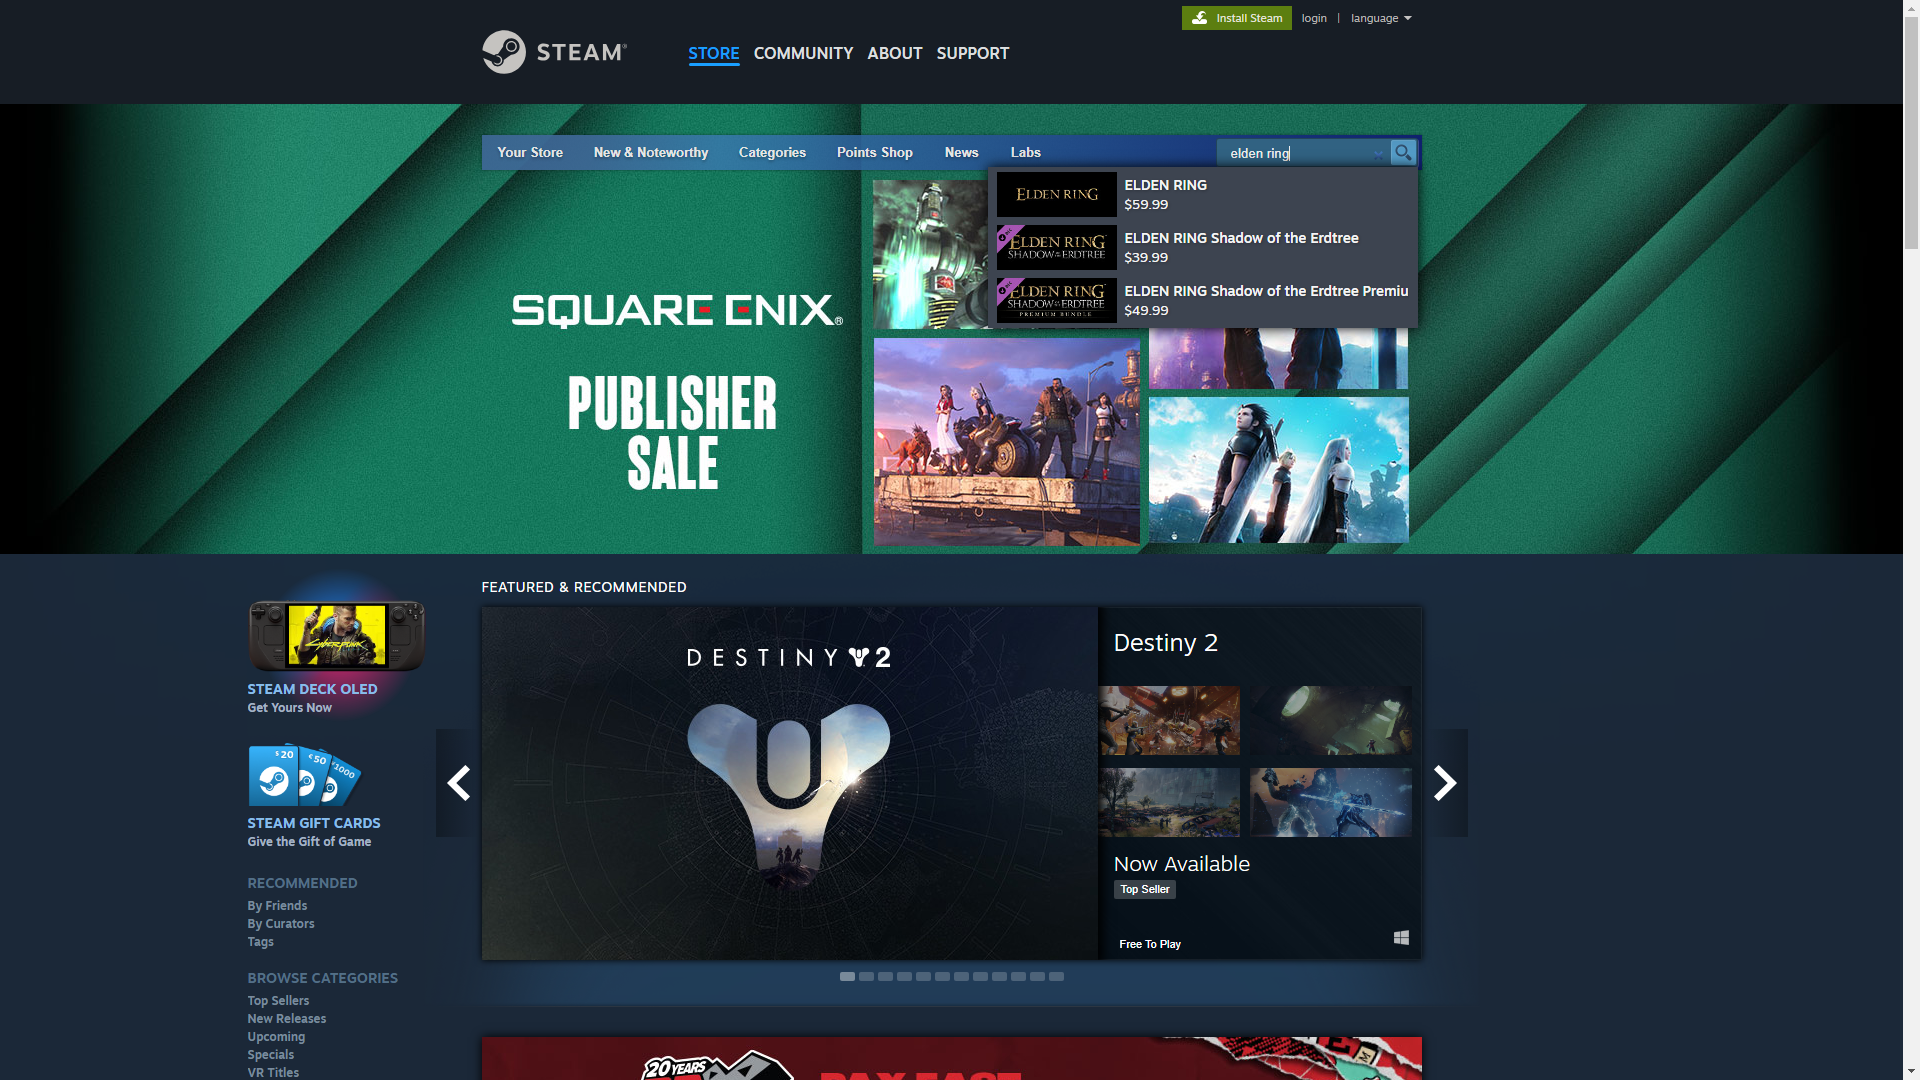 Install Steam
login | language
STEAM®
STORE COMMUNITY ABOUT SUPPORT
Your Store New & Noteworthy Categories Points Shop News Labs
elden ring
ELDEN RING
ELDEN RING
$59.99
ELDEN RING
SHADOW OF THE ERDTREE
ELDEN RING Shadow of the Erdtree
$39.99
ELDEN RING
SHADOW OF THE ERDTREE
PREMIUM BUNDLE
ELDEN RING Shadow of the Erdtree Premiu
$49.99
SQUARE ENIX®
PUBLISHER
SALE
FEATURED & RECOMMENDED
Cyberpunk
STEAM DECK OLED
Get Yours Now
$20
€50
1000
STEAM GIFT CARDS
Give the Gift of Game
RECOMMENDED
By Friends
By Curators
Tags
BROWSE CATEGORIES
Top Sellers
New Releases
Upcoming
Specials
VR Titles
DESTINY 2
Destiny 2
Now Available
Top Seller
Free To Play
20 YEARS
PAX EAST